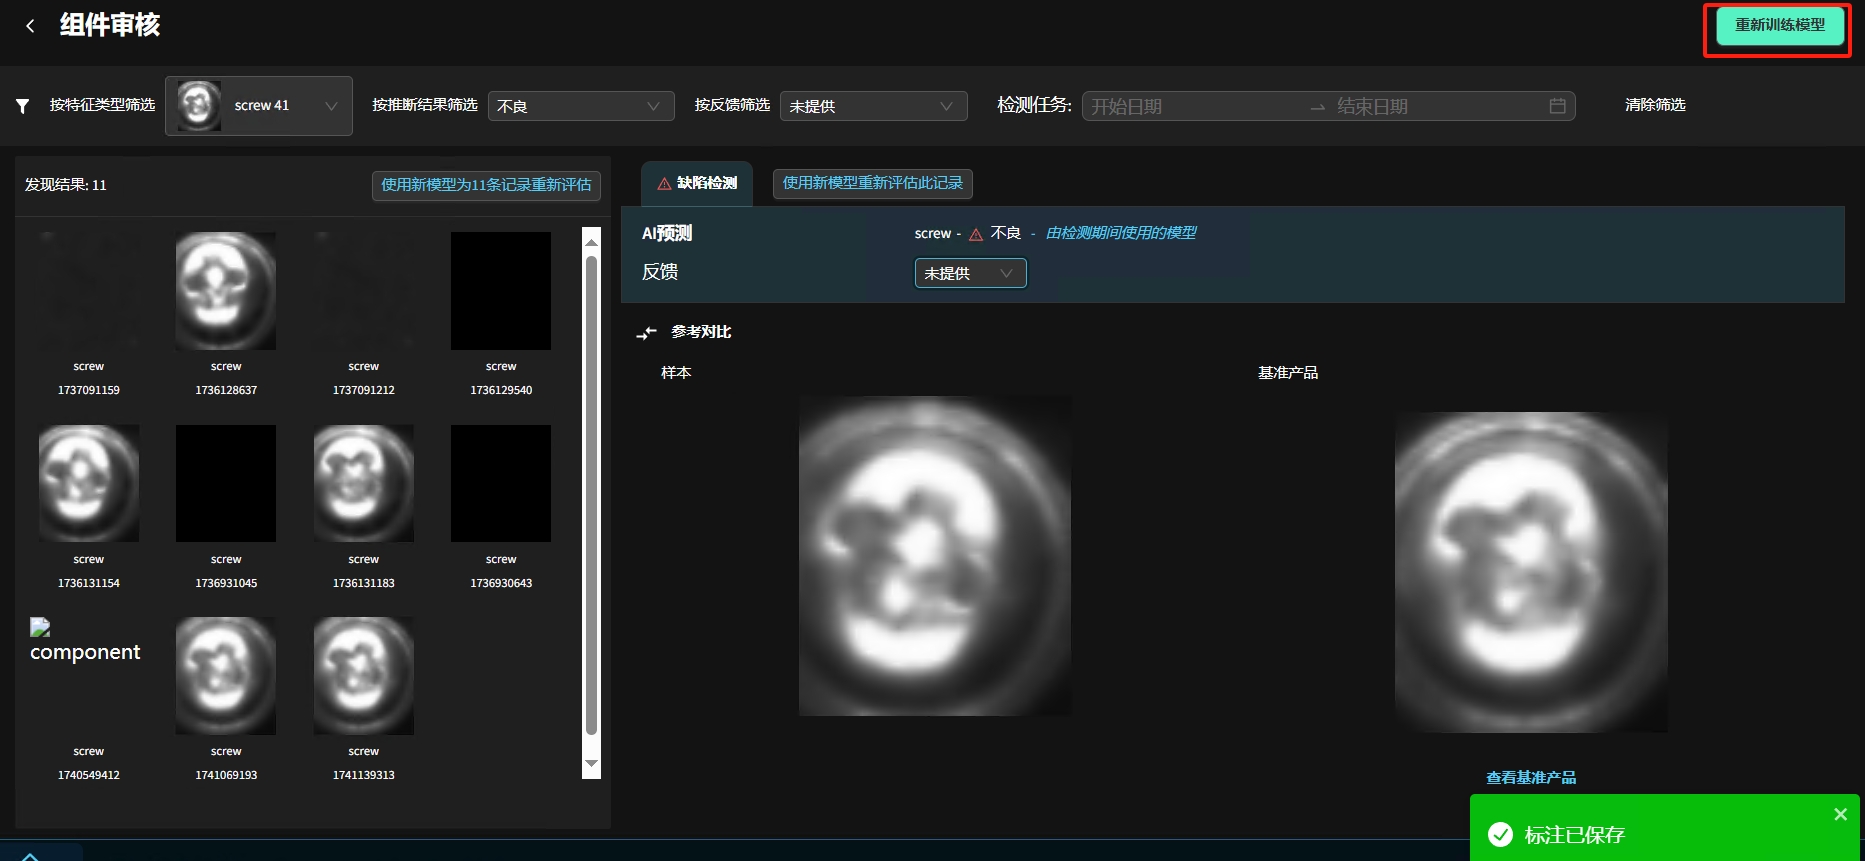 组件审核
重新训练模型
按特征类型筛选
screw 41
按推断结果筛选
不良
按反馈筛选
未提供
检测任务:
开始日期
结束日期
清除筛选
发现结果: 11
使用新模型为11条记录重新评估
screw
1737091159
screw
1736128637
screw
1737091212
screw
1736129540
screw
1736131154
screw
1736931045
screw
1736131183
screw
1736930643
component
screw
1740549412
screw
1741069193
screw
1741139313
缺陷检测
使用新模型重新评估此记录
AI预测
screw - 不良 - 由检测期间使用的模型
反馈
未提供
参考对比
样本
基准产品
查看基准产品
标注已保存